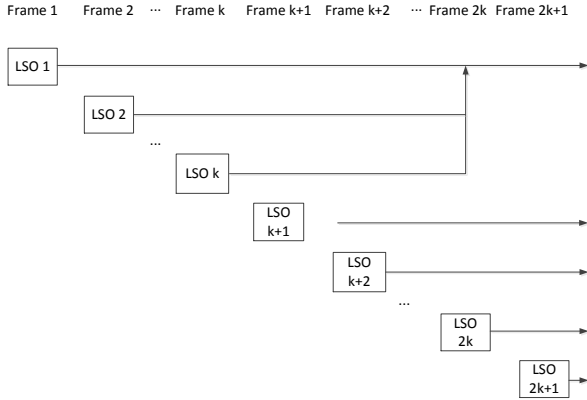 Frame 1 Frame 2 ... Frame k Frame k+1 Frame k+2 ... Frame 2k Frame 2k+1
LSO 1
LSO 2
...
LSO k
LSO
k+1
LSO
k+2
...
LSO
2k
LSO
2k+1